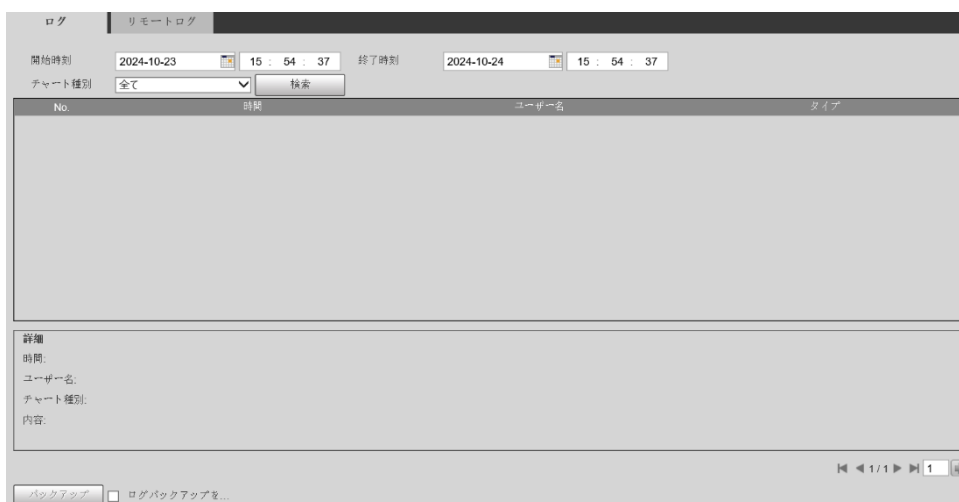 ログ リモートログ
開始時刻 2024-10-23 15 : 54 : 37 終了時刻 2024-10-24 15 : 54 : 37
チャート種別 全て 検索
No. 時間 ユーザー名 タイプ
詳細
時間:
ユーザー名:
チャート種別:
内容:
1/1 1
バックアップ ログバックアップを...